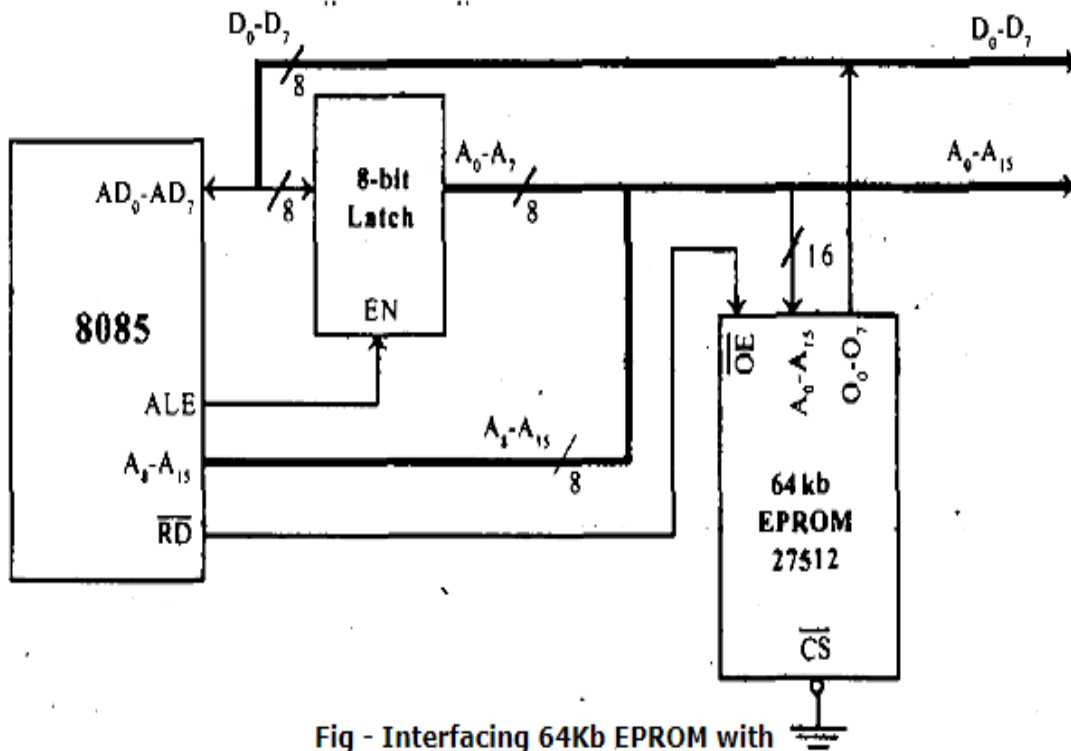 D₀-D₇
D₀-D₇
8
A₀-A₇
A₀-A₁₅
AD₀-AD₇
8
8-bit
Latch
8
16
8085
EN
OE
A₀-A₁₅
O₀-O₇
ALE
A₈-A₁₅
A₈-A₁₅
8
64 kb
EPROM
27512
RD
CS
Fig - Interfacing 64Kb EPROM with